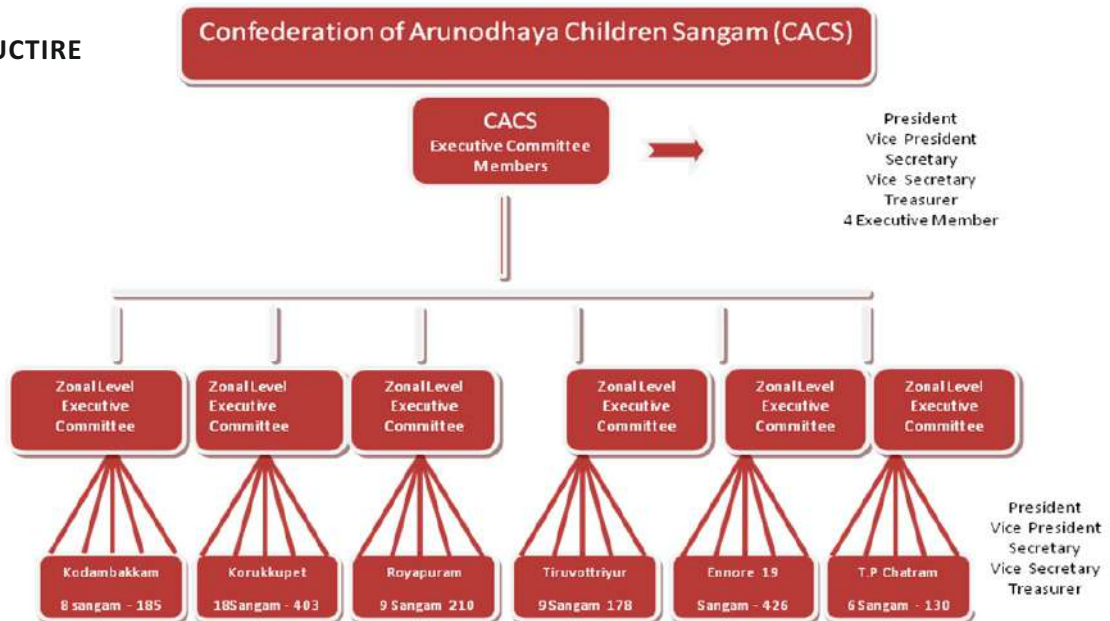 UCTIRE
Confederation of Arunodhaya Children Sangam (CACS)
CACS
Executive Committee
Members
President
Vice President
Secretary
Vice Secretary
Treasurer
4 Executive Member
Zonal Level
Executive
Committee
Zonal Level
Executive
Committee
Zonal Level
Executive
Committee
Zonal Level
Executive
Committee
Zonal Level
Executive
Committee
Zonal Level
Executive
Committee
Kodambakkam
8 sangam - 185
Korukkupet
18Sangam - 403
Royapuram
9 Sangam 210
Tiruvottriyur
9Sangam 178
Ennore 19
Sangam - 426
T.P Chatram
6Sangam - 130
President
Vice President
Secretary
Vice Secretary
Treasurer